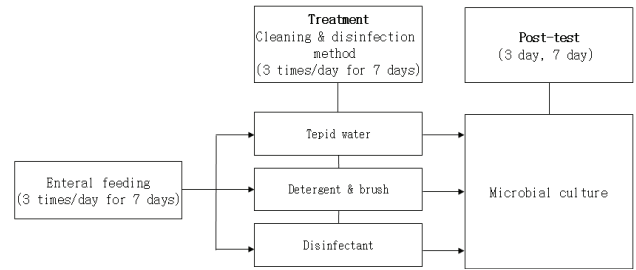 Treatment
Cleaning & disinfection
method
(3 times/day for 7 days)
Post-test
(3 day, 7 day)
Tepid water
Enteral feeding
(3 times/day for 7 days)
Detergent & brush
Microbial culture
Disinfectant